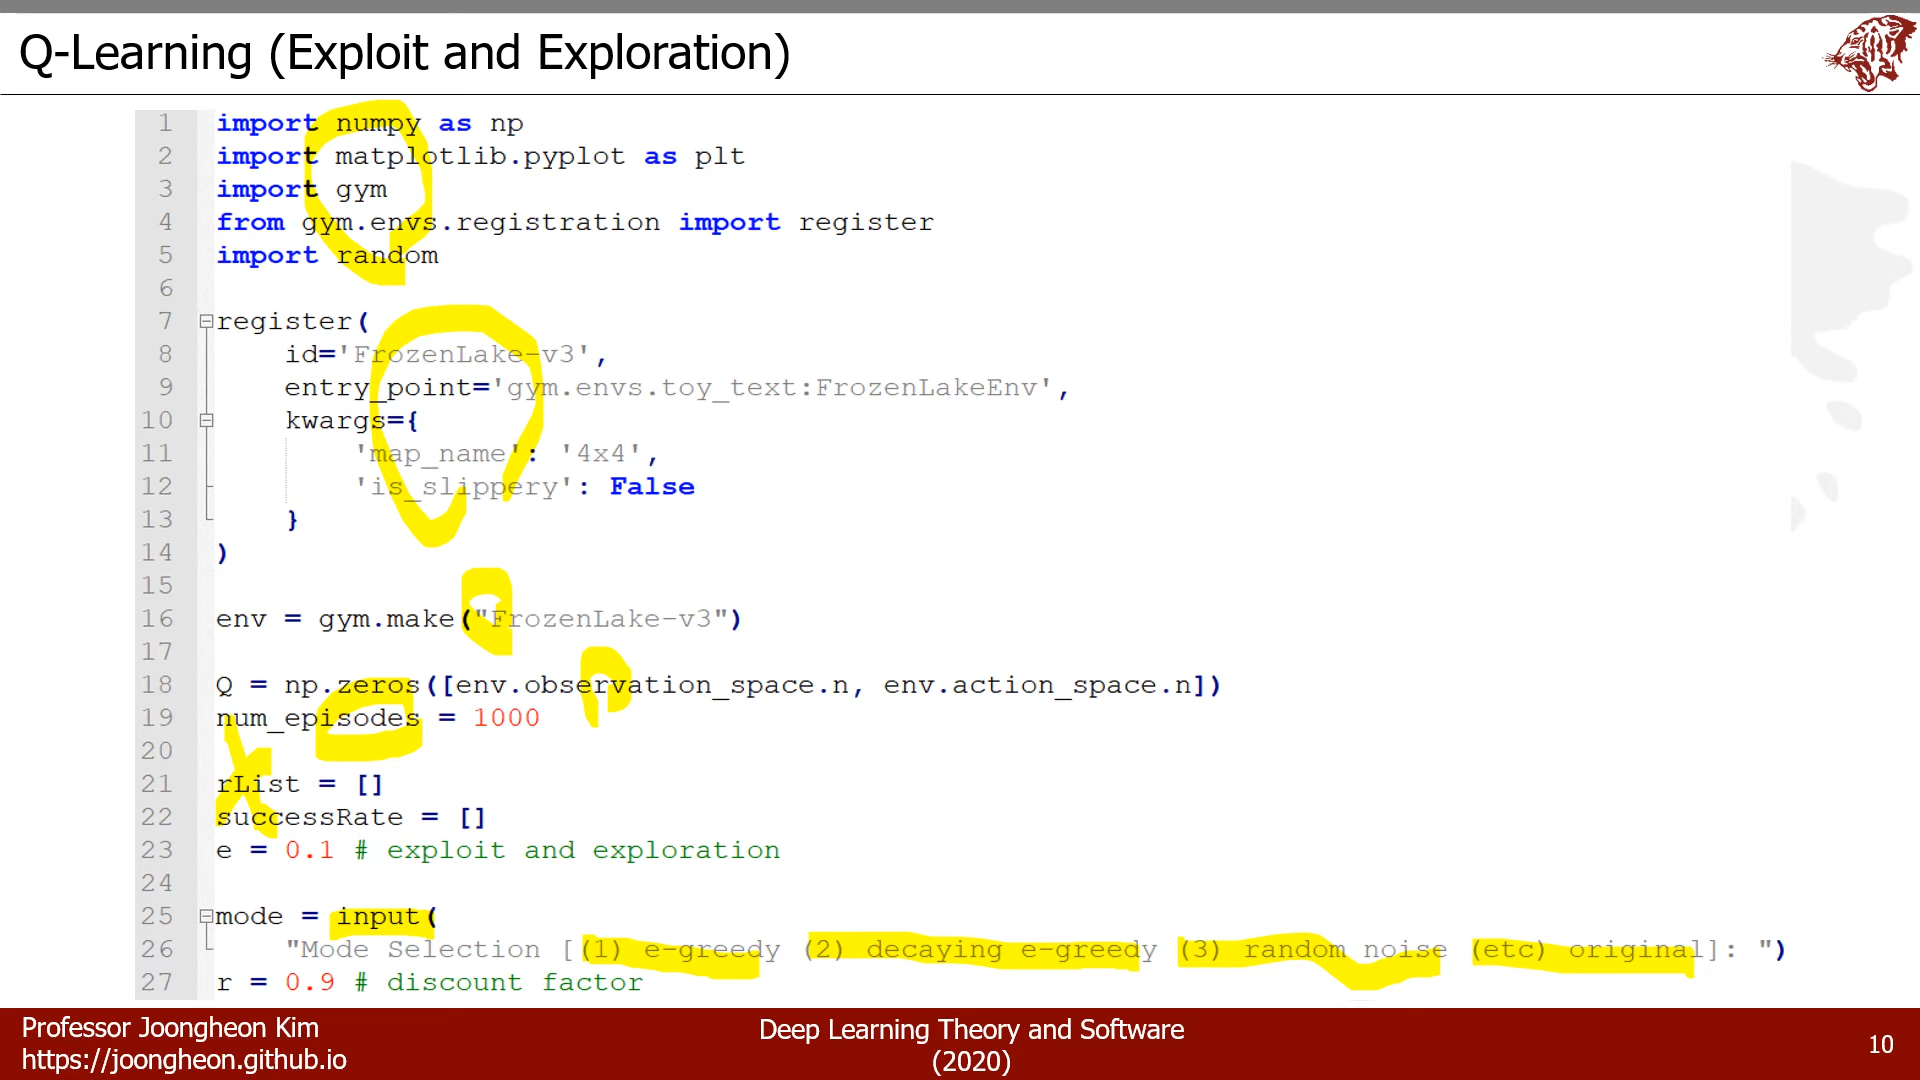 Q-Learning (Exploit and Exploration)
1 import numpy as np
2 import matplotlib.pyplot as plt
3 import gym
4 from gym.envs.registration import register
5 import random
6
7 register(
8     id='FrozenLake-v3',
9     entry_point='gym.envs.toy_text:FrozenLakeEnv',
10     kwargs={
11         'map_name': '4x4',
12         'is_slippery': False
13     }
14 )
15
16 env = gym.make("FrozenLake-v3")
17
18 Q = np.zeros([env.observation_space.n, env.action_space.n])
19 num_episodes = 1000
20
21 rList = []
22 successRate = []
23 e = 0.1 # exploit and exploration
24
25 mode = input(
26     "Mode Selection [(1) e-greedy (2) decaying e-greedy (3) random noise (etc) original]: ")
27 r = 0.9 # discount factor
Professor Joongheon Kim
https://joongheon.github.io
Deep Learning Theory and Software
(2020)
10